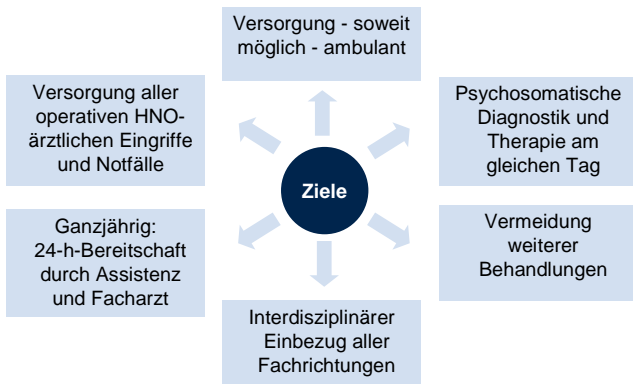 Versorgung - soweit
möglich - ambulant
Versorgung aller
operativen HNO-
ärztlichen Eingriffe
und Notfälle
Psychosomatische
Diagnostik und
Therapie am
gleichen Tag
Ziele
Ganzjährig:
24-h-Bereitschaft
durch Assistenz
und Facharzt
Vermeidung
weiterer
Behandlungen
Interdisziplinärer
Einbezug aller
Fachrichtungen